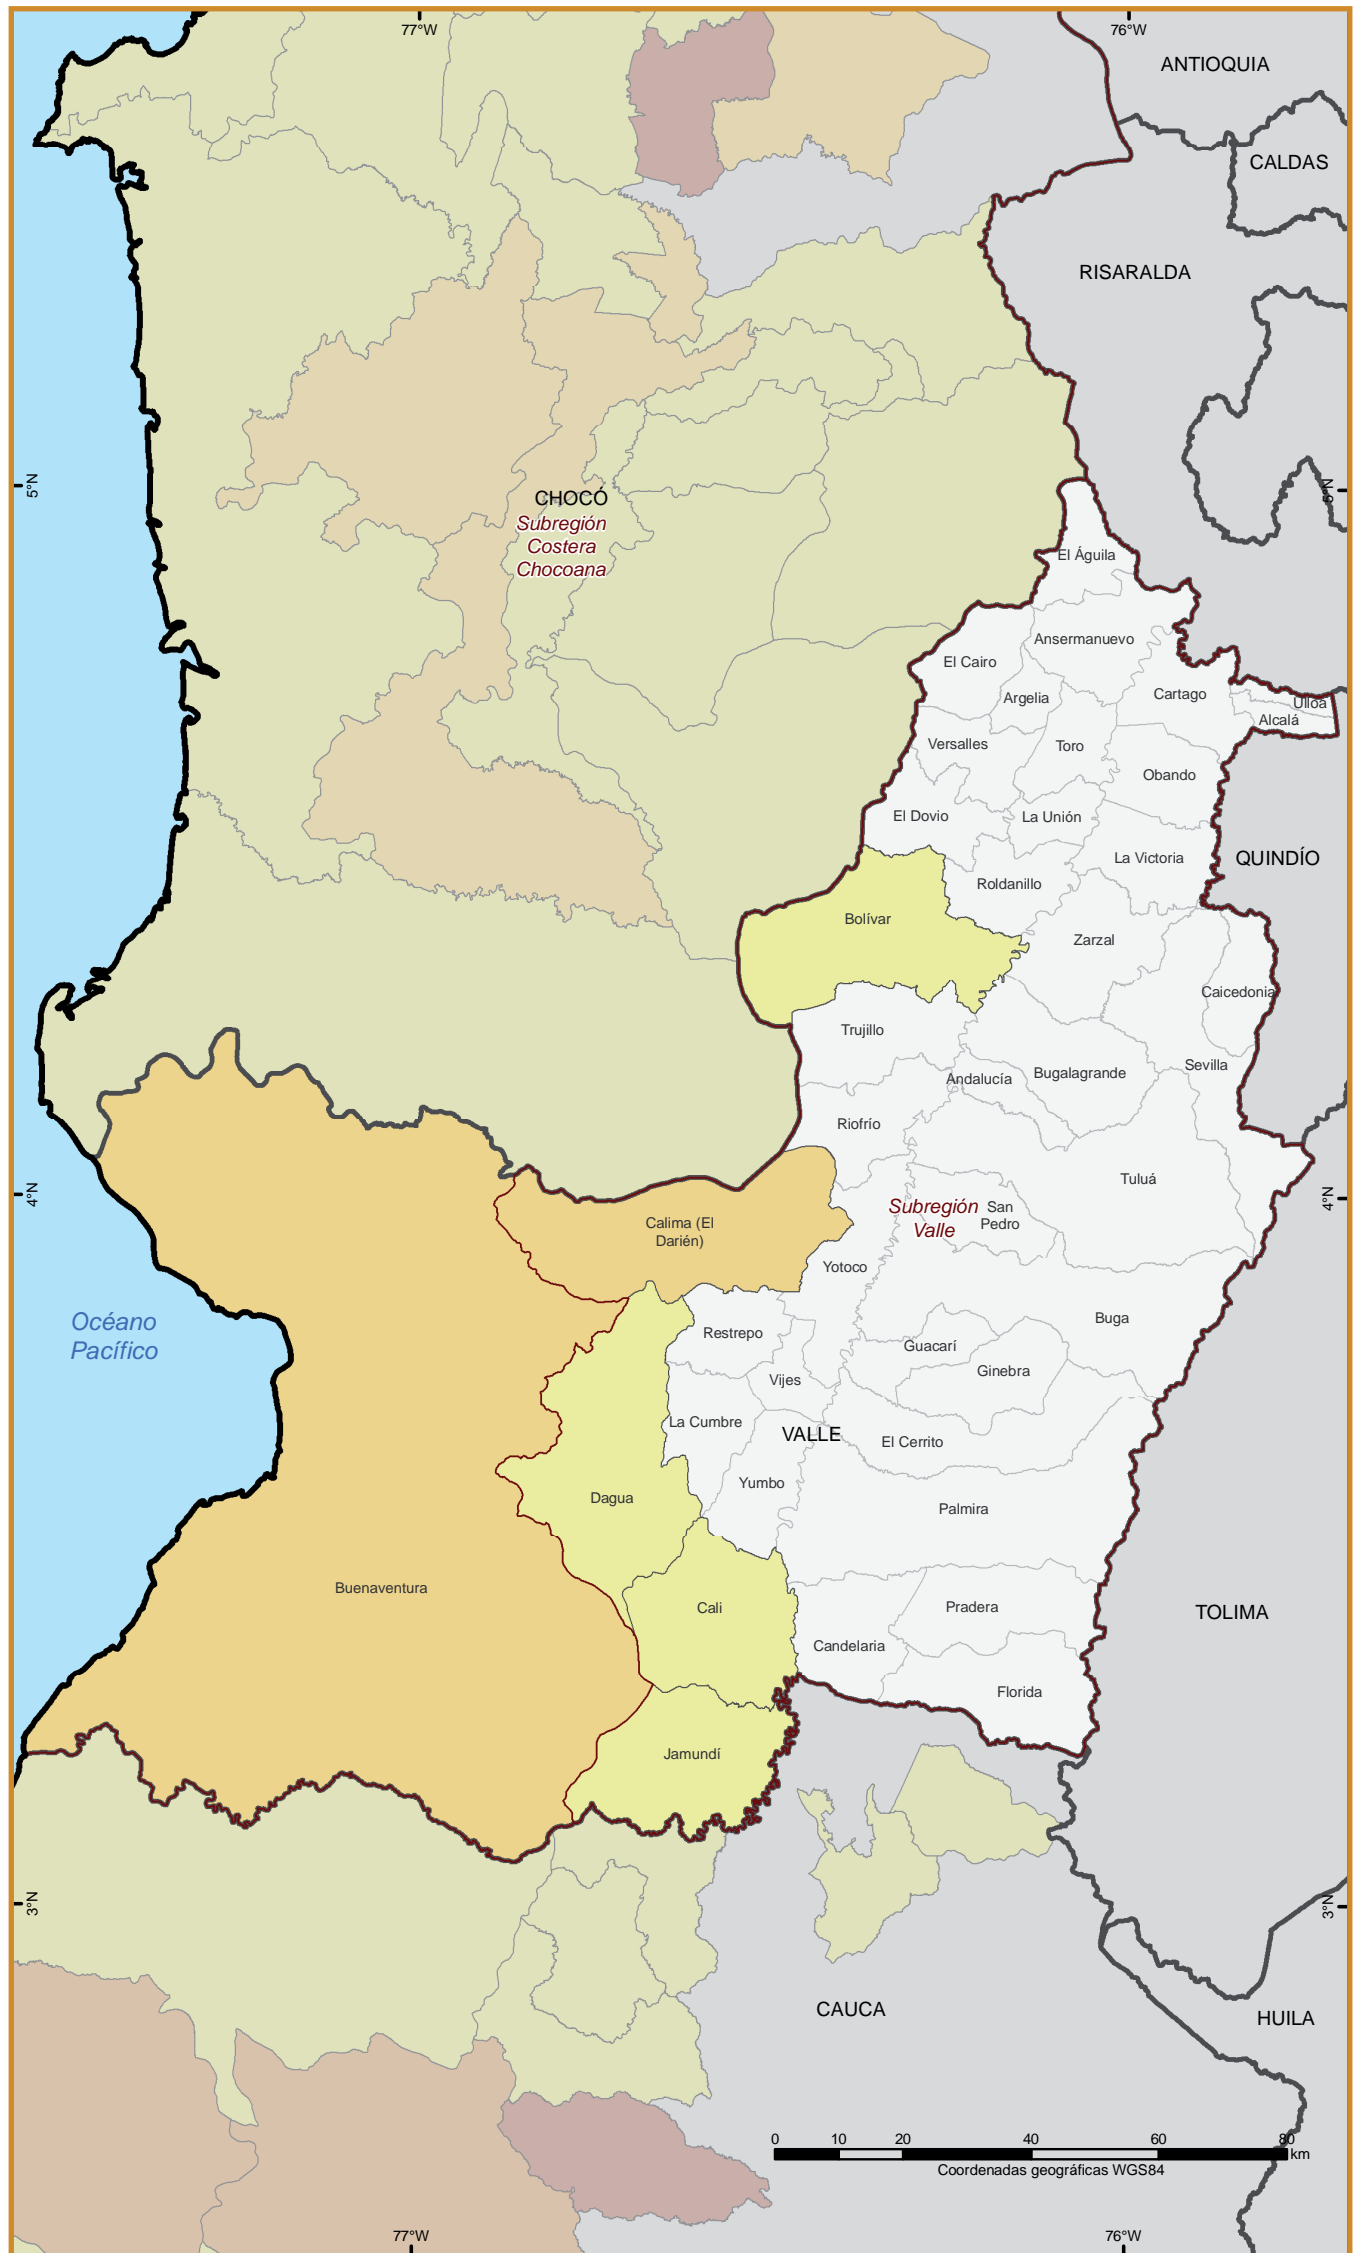 77°W
76°W
ANTIOQUIA
CALDAS
RISARALDA
5°N
5°N
CHOCÓ
Subregión
Costera
Chocoana
El Águila
Ansermanuevo
El Cairo
Argelia
Cartago
Ulloa
Alcalá
Versalles
Toro
Obando
El Dovio
La Unión
La Victoria
QUINDÍO
Roldanillo
Bolívar
Zarzal
Caicedonia
Trujillo
Sevilla
Andalucía
Bugalagrande
Riofrío
Tuluá
4°N
4°N
Subregión
Valle
San
Pedro
Calima (El
Darién)
Yotoco
Océano
Pacífico
Restrepo
Buga
Guacarí
Ginebra
Vijes
La Cumbre
VALLE
El Cerrito
Yumbo
Dagua
Palmira
Buenaventura
Cali
Pradera
TOLIMA
Candelaria
Florida
Jamundí
3°N
3°N
CAUCA
HUILA
0 10 20 40 60 80
km
Coordenadas geográficas WGS84
77°W
76°W